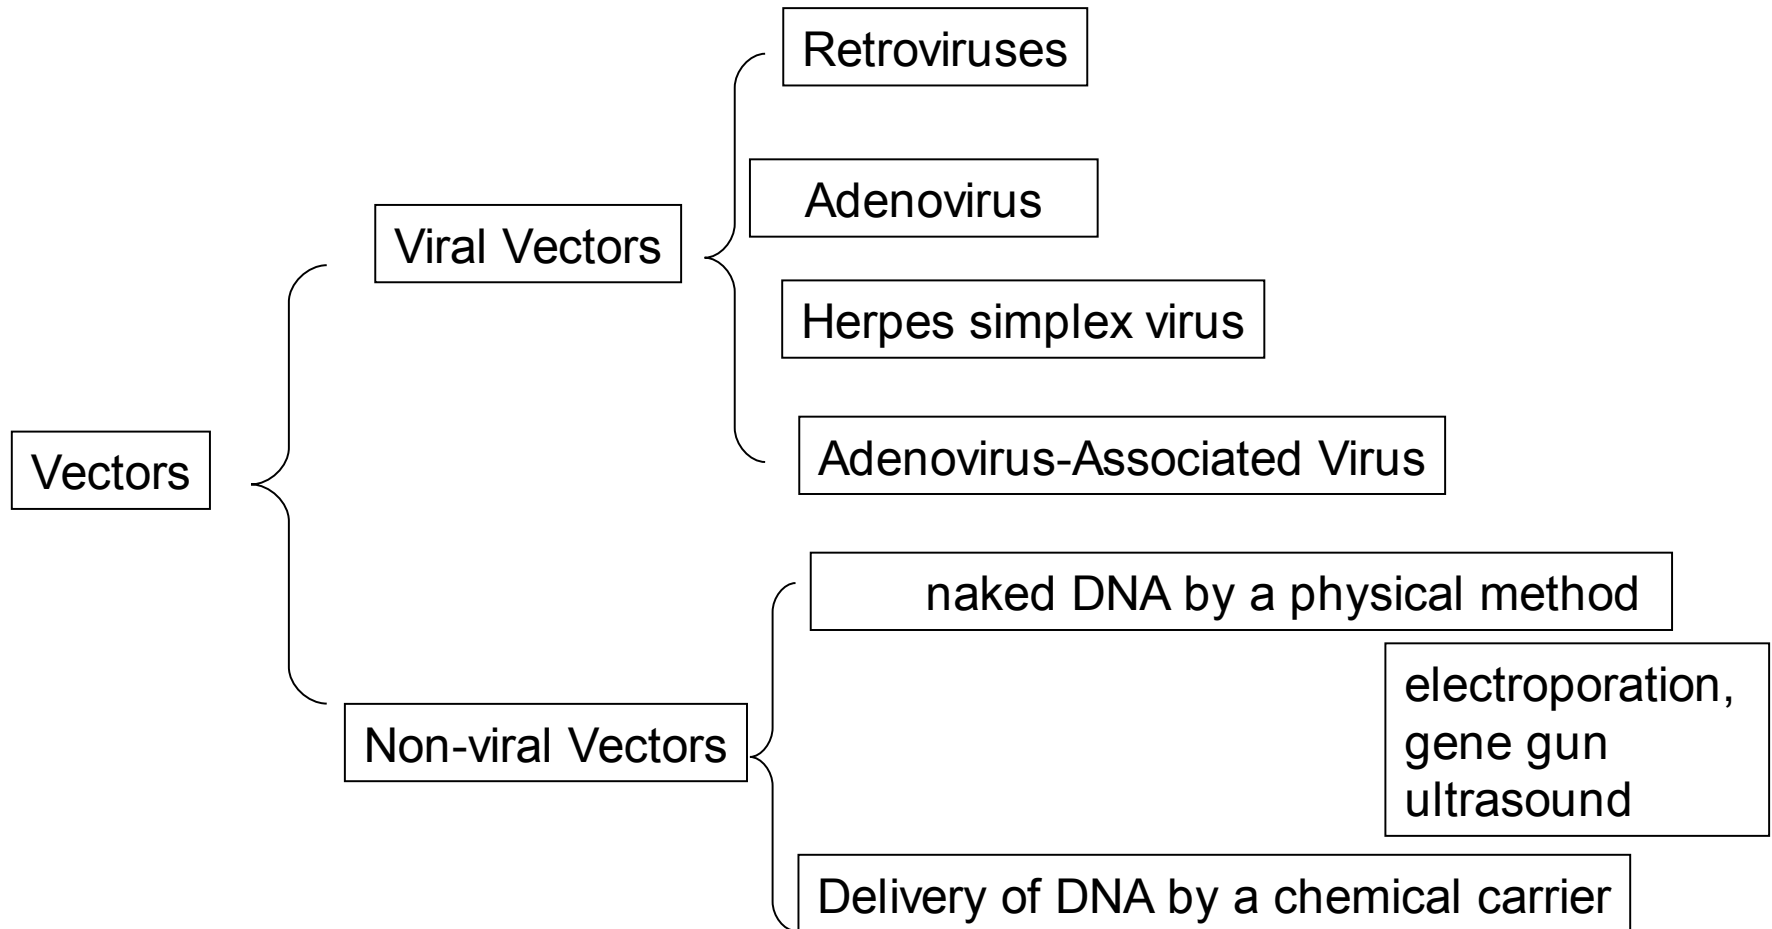 Retroviruses
Adenovirus
Viral Vectors
Herpes simplex virus
Adenovirus-Associated Virus
Vectors
naked DNA by a physical method
electroporation,
gene gun
ultrasound
Non-viral Vectors
Delivery of DNA by a chemical carrier